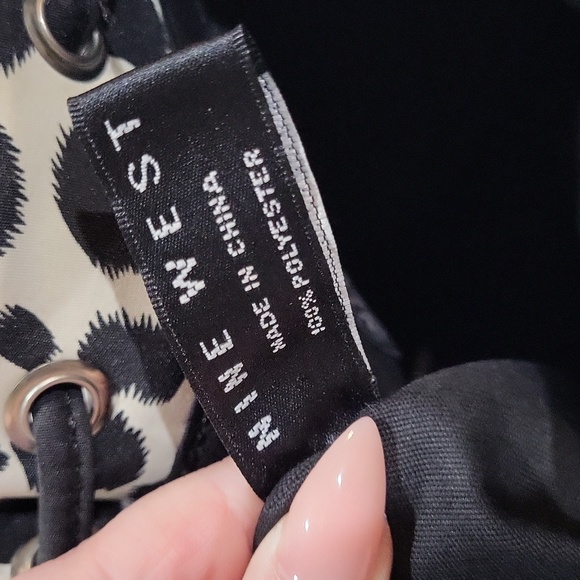 NINE WEST
MADE IN CHINA
100% POLYESTER